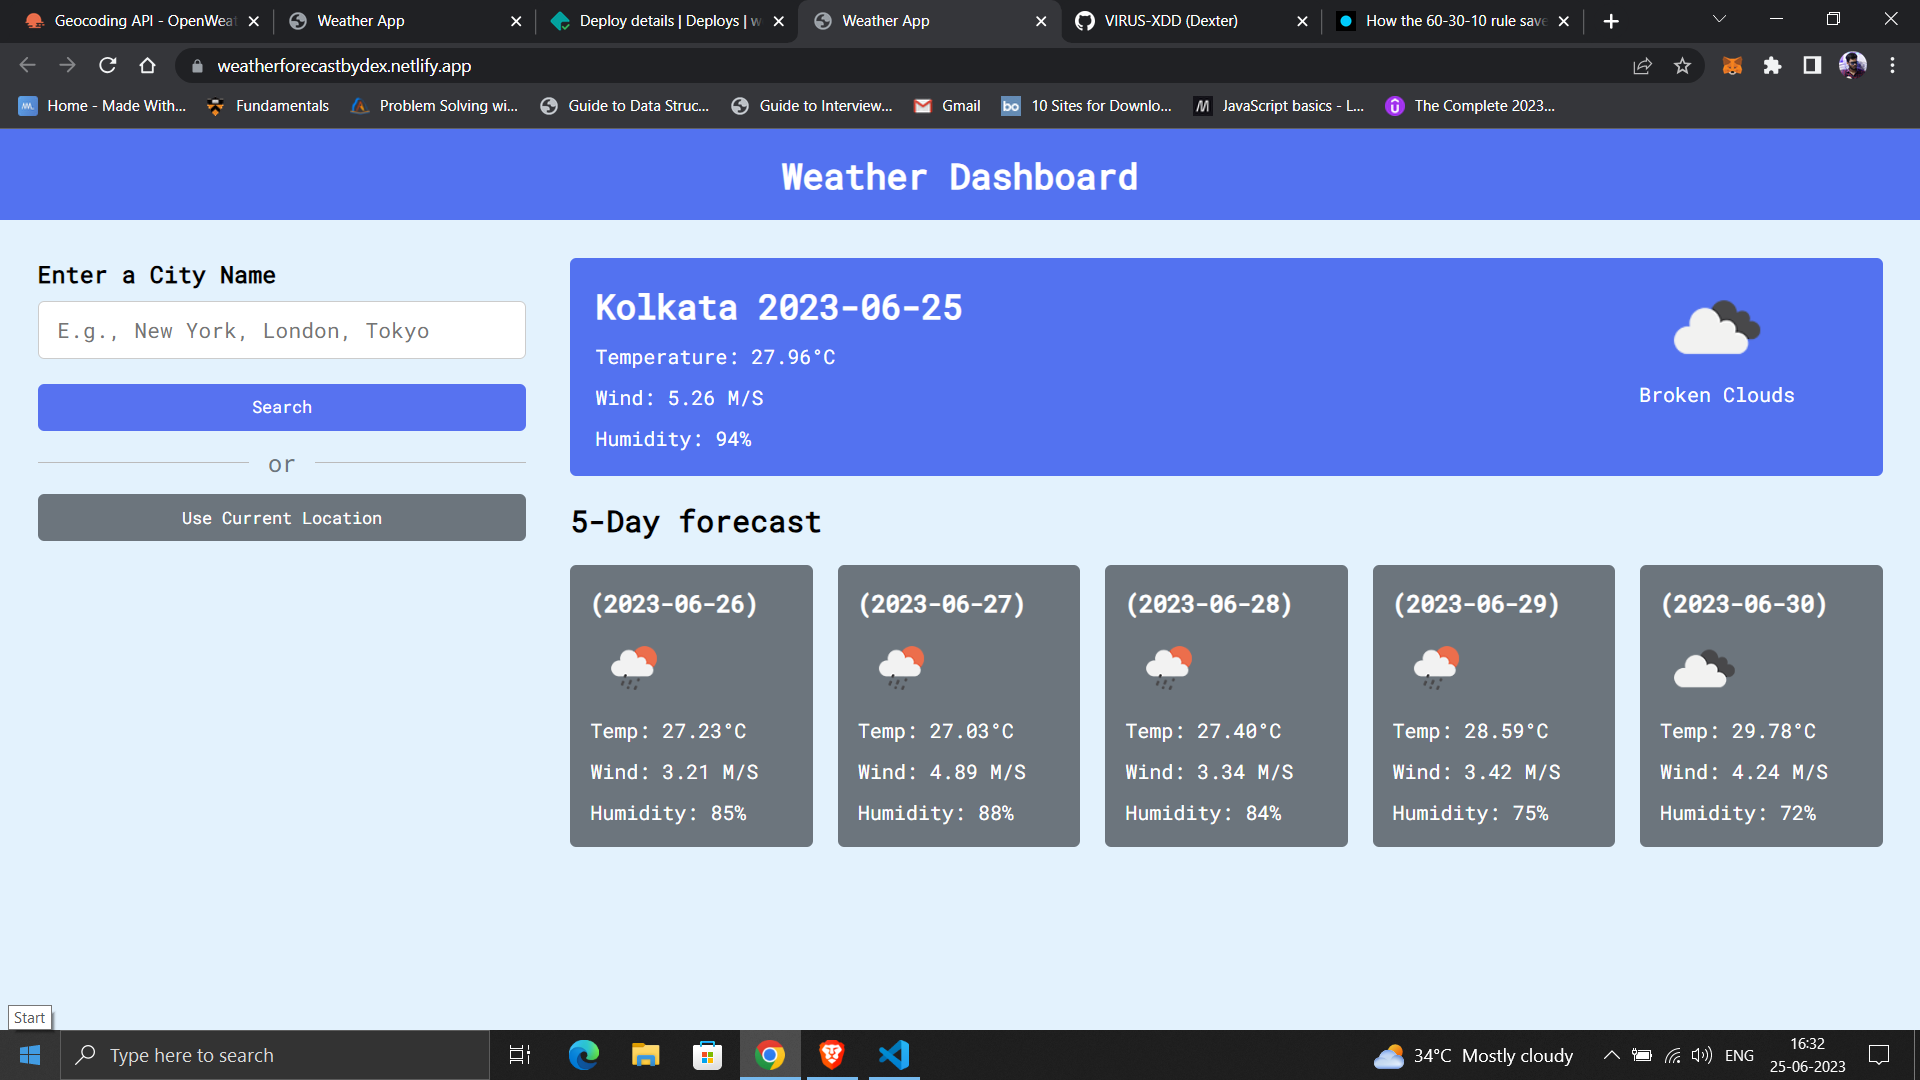 Geocoding API - OpenWeat
Weather App
Deploy details | Deploys | w
Weather App
VIRUS-XDD (Dexter)
How the 60-30-10 rule save
weatherforecastbydex.netlify.app
Home - Made With...
Fundamentals
Problem Solving wi...
Guide to Data Struc...
Guide to Interview...
Gmail
bo
10 Sites for Downlo...
JavaScript basics - L...
The Complete 2023...
Weather Dashboard
Enter a City Name
E.g., New York, London, Tokyo
Search
or
Use Current Location
Kolkata 2023-06-25
Temperature: 27.96°C
Wind: 5.26 M/S
Humidity: 94%
Broken Clouds
5-Day forecast
(2023-06-26)
Temp: 27.23°C
Wind: 3.21 M/S
Humidity: 85%
(2023-06-27)
Temp: 27.03°C
Wind: 4.89 M/S
Humidity: 88%
(2023-06-28)
Temp: 27.40°C
Wind: 3.34 M/S
Humidity: 84%
(2023-06-29)
Temp: 28.59°C
Wind: 3.42 M/S
Humidity: 75%
(2023-06-30)
Temp: 29.78°C
Wind: 4.24 M/S
Humidity: 72%
Start
Type here to search
34°C Mostly cloudy
ENG
16:32
25-06-2023